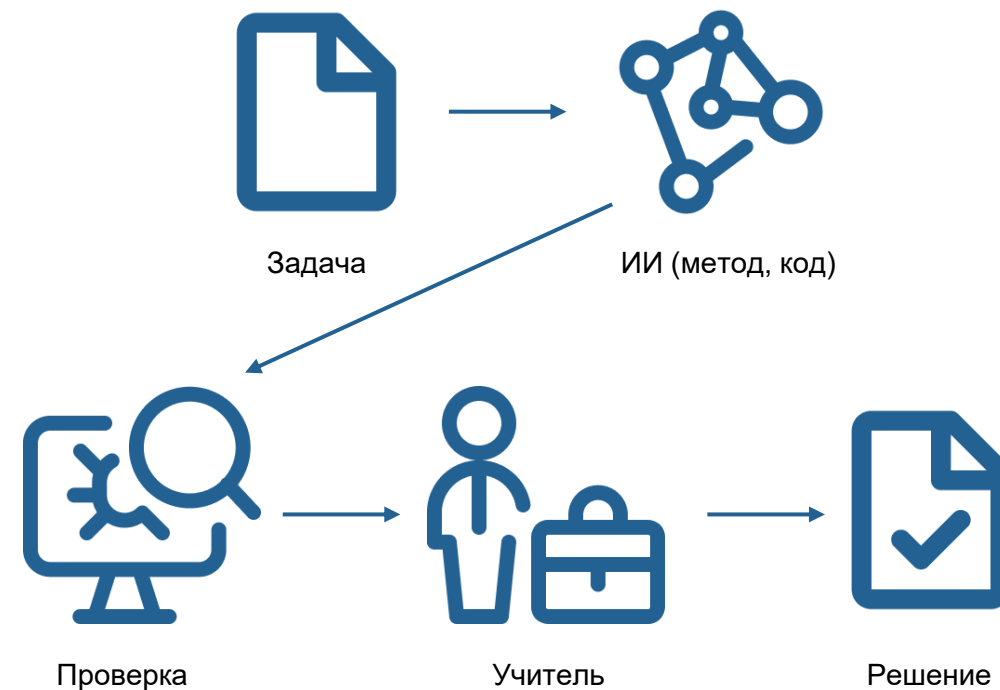 Задача
ИИ (метод, код)
Проверка
Учитель
Решение